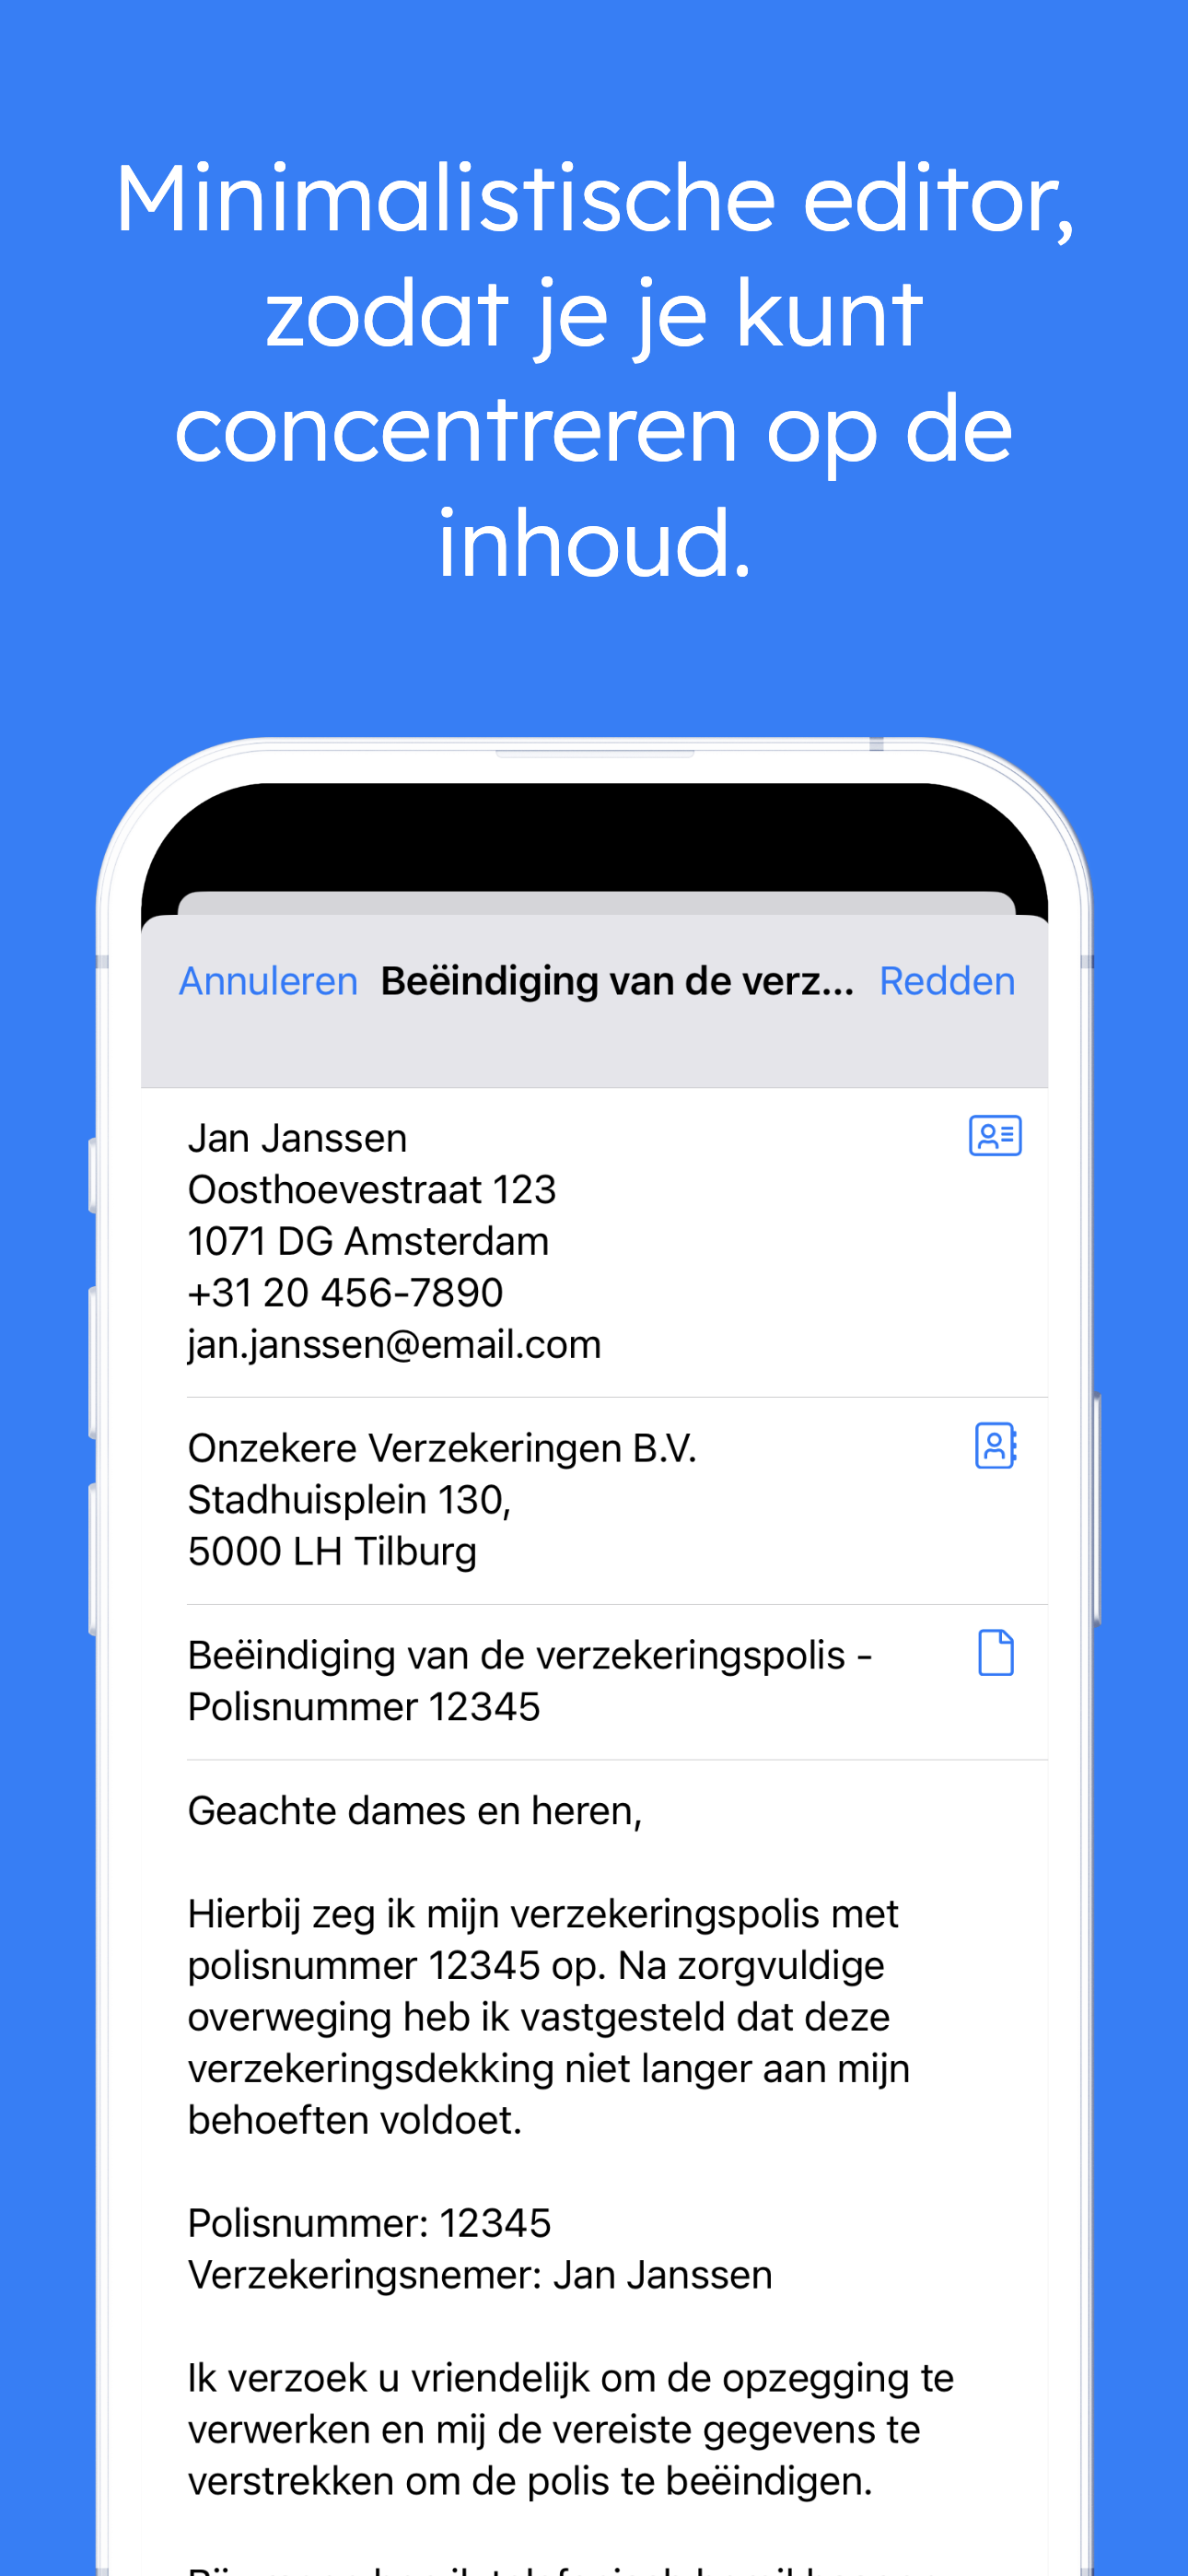 Minimalistische editor,
zodat je je kunt
concentreren op de
inhoud.
Annuleren Beëindiging van de verz... Redden
Jan Janssen
Oosthoevestraat 123
1071 DG Amsterdam
+31 20 456-7890
jan.janssen@email.com
Onzekere Verzekeringen B.V.
Stadhuisplein 130,
5000 LH Tilburg
Beëindiging van de verzekeringspolis -
Polisnummer 12345
Geachte dames en heren,
Hierbij zeg ik mijn verzekeringspolis met
polisnummer 12345 op. Na zorgvuldige
overweging heb ik vastgesteld dat deze
verzekeringsdekking niet langer aan mijn
behoeften voldoet.
Polisnummer: 12345
Verzekeringsnemer: Jan Janssen
Ik verzoek u vriendelijk om de opzegging te
verwerken en mij de vereiste gegevens te
verstrekken om de polis te beëindigen.